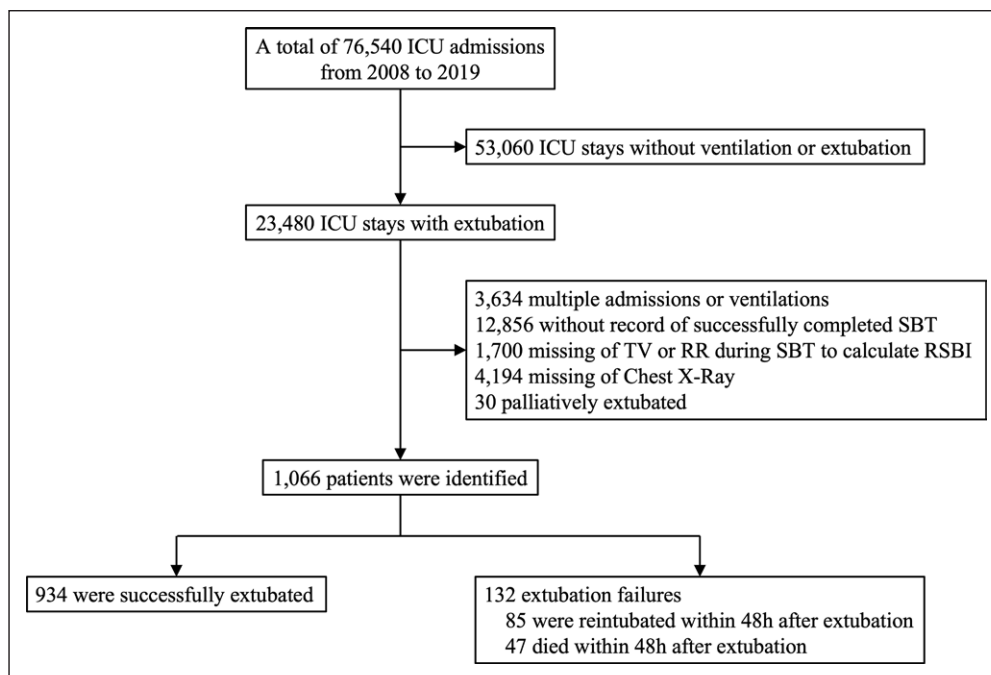 A total of 76,540 ICU admissions
from 2008 to 2019
53,060 ICU stays without ventilation or extubation
23,480 ICU stays with extubation
3,634 multiple admissions or ventilations
12,856 without record of successfully completed SBT
1,700 missing of TV or RR during SBT to calculate RSBI
4,194 missing of Chest X-Ray
30 palliatively extubated
1,066 patients were identified
934 were successfully extubated
132 extubation failures
85 were reintubated within 48h after extubation
47 died within 48h after extubation